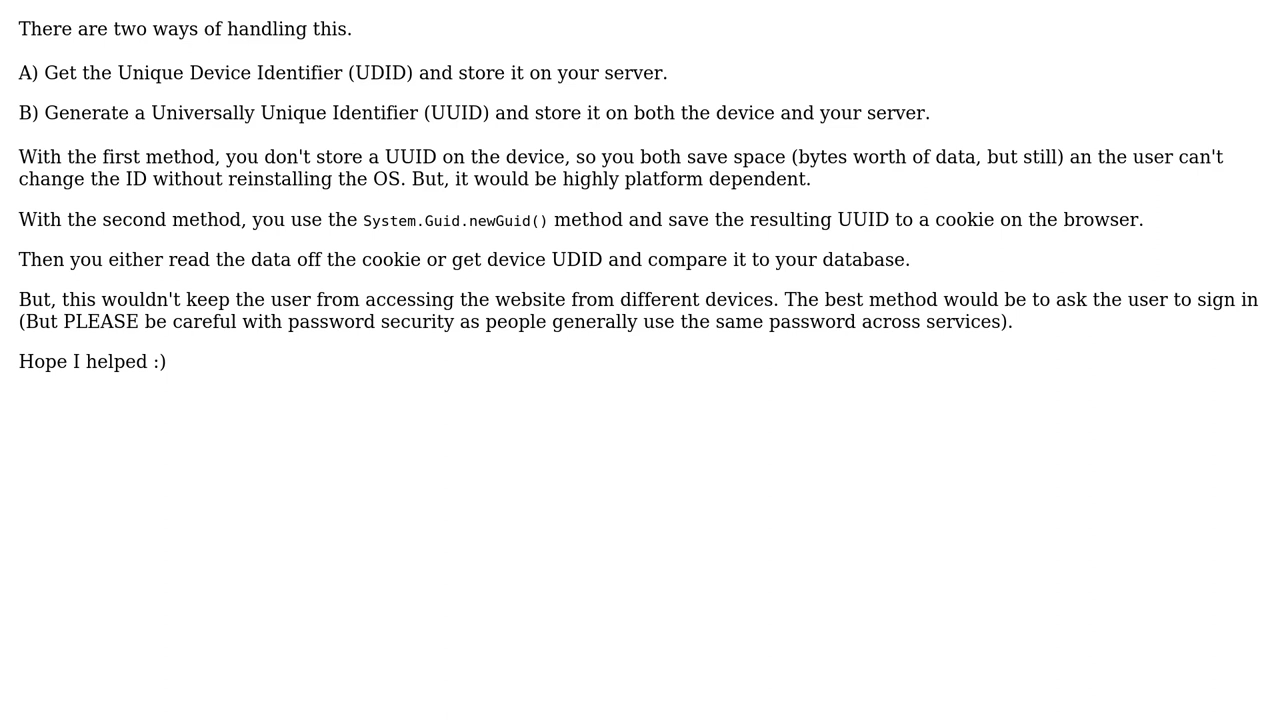 There are two ways of handling this.
A) Get the Unique Device Identifier (UDID) and store it on your server.
B) Generate a Universally Unique Identifier (UUID) and store it on both the device and your server.
With the first method, you don't store a UUID on the device, so you both save space (bytes worth of data, but still) an the user can't
change the ID without reinstalling the OS. But, it would be highly platform dependent.
With the second method, you use the System.Guid.newGuid() method and save the resulting UUID to a cookie on the browser.
Then you either read the data off the cookie or get device UDID and compare it to your database.
But, this wouldn't keep the user from accessing the website from different devices. The best method would be to ask the user to sign in
(But PLEASE be careful with password security as people generally use the same password across services).
Hope I helped :)